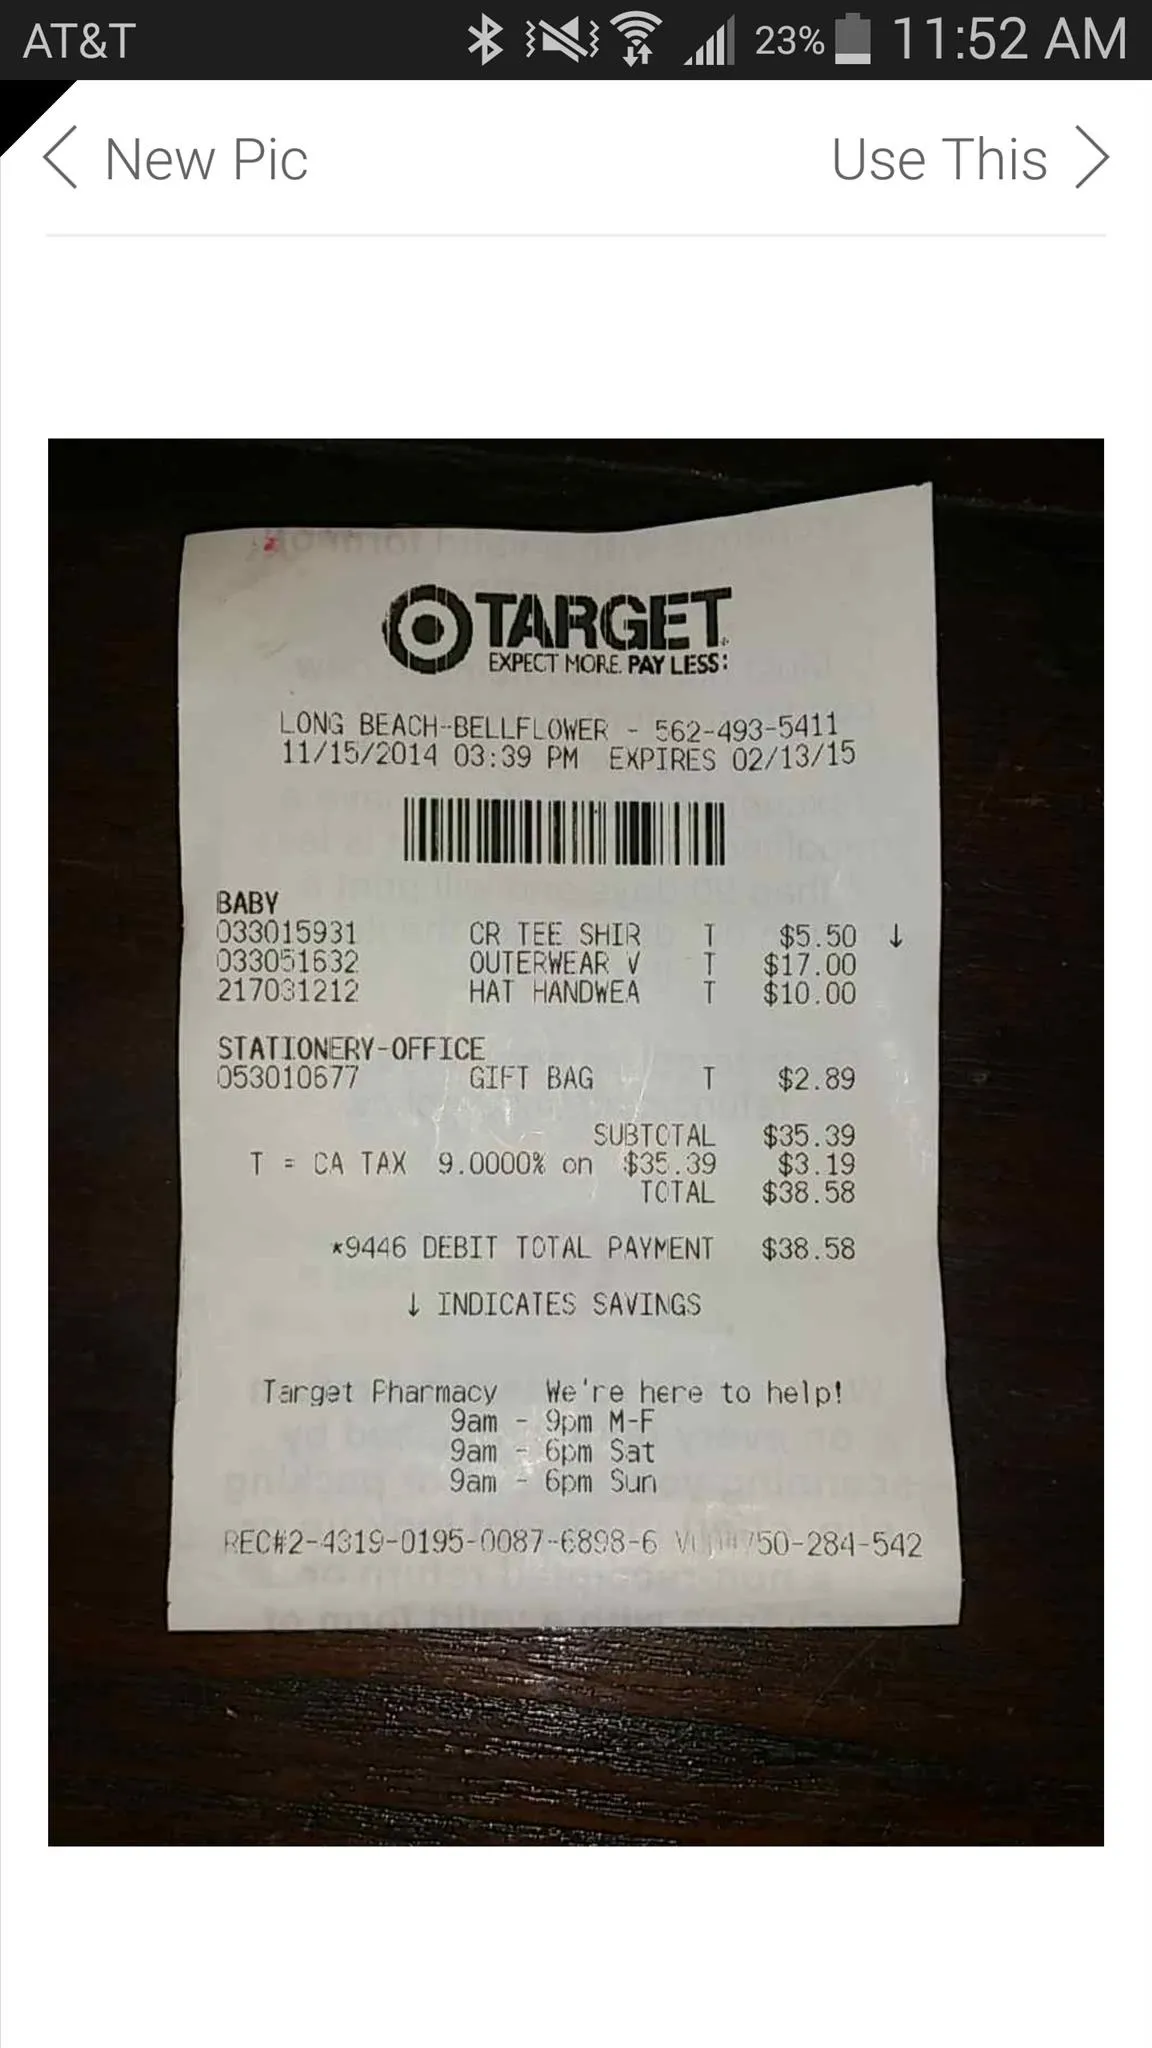 AT&T 23% 11:52 AM
New Pic Use This
TARGET
EXPECT MORE. PAY LESS:
LONG BEACH-BELLFLOWER - 562-493-5411
11/15/2014 03:39 PM EXPIRES 02/13/15
BABY
033015931 CR TEE SHIR T $5.50 ↓
033051632 OUTERWEAR V T $17.00
217031212 HAT HANDWEA T $10.00
STATIONERY-OFFICE
053010677 GIFT BAG T $2.89
SUBTOTAL $35.39
T = CA TAX 9.0000% on $35.39 $3.19
TOTAL $38.58
*9446 DEBIT TOTAL PAYMENT $38.58
↓ INDICATES SAVINGS
Target Pharmacy We're here to help!
9am - 9pm M-F
9am - 6pm Sat
9am - 6pm Sun
REC#2-4319-0195-0087-6898-6